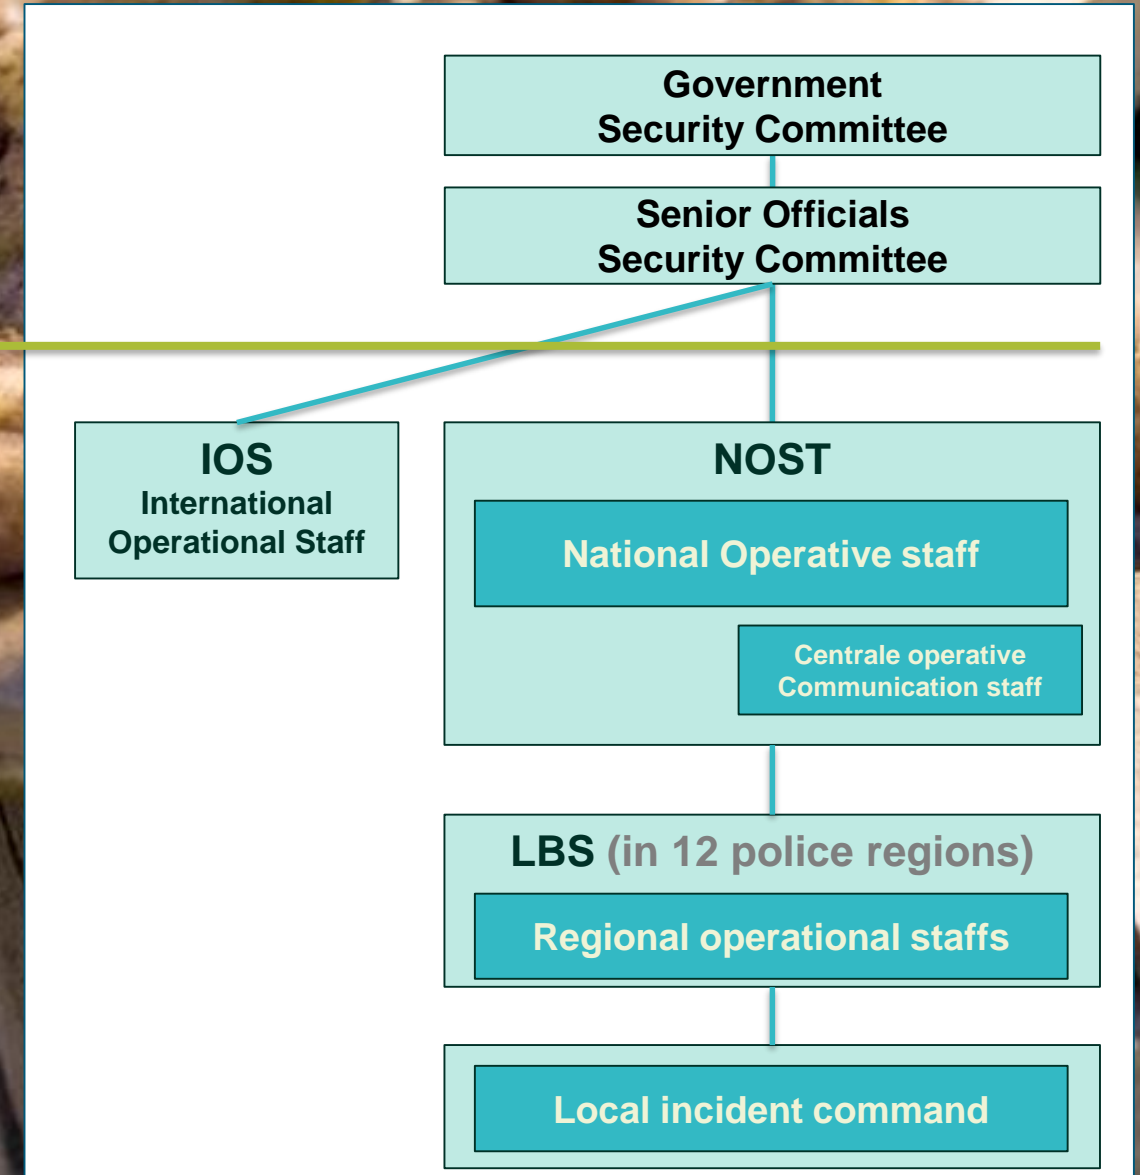 Government
Security Committee
Senior Officials
Security Committee
IOS
International
Operational Staff
NOST
National Operative staff
Centrale operative
Communication staff
LBS (in 12 police regions)
Regional operational staffs
Local incident command